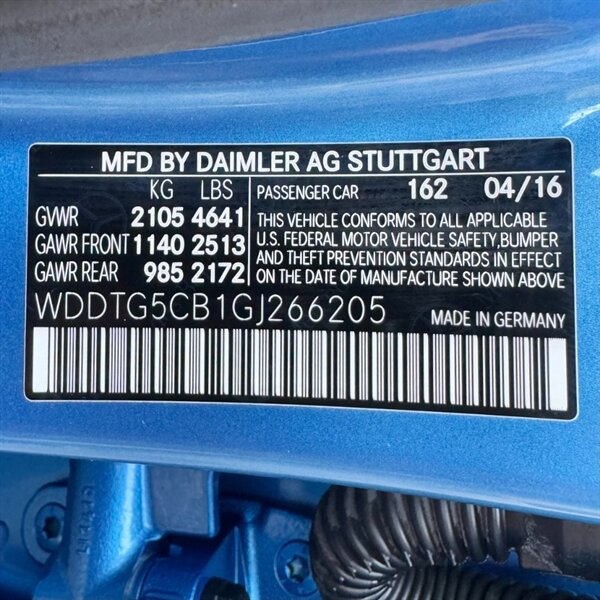 MFD BY DAIMLER AG STUTTGART
KG LBS PASSENGER CAR 162 04/16
GVWR 2105 4641
GAWR FRONT 1140 2513
GAWR REAR 985 2172
THIS VEHICLE CONFORMS TO ALL APPLICABLE
U.S. FEDERAL MOTOR VEHICLE SAFETY,BUMPER
AND THEFT PREVENTION STANDARDS IN EFFECT
ON THE DATE OF MANUFACTURE SHOWN ABOVE
WDDTG5CB1GJ266205 MADE IN GERMANY